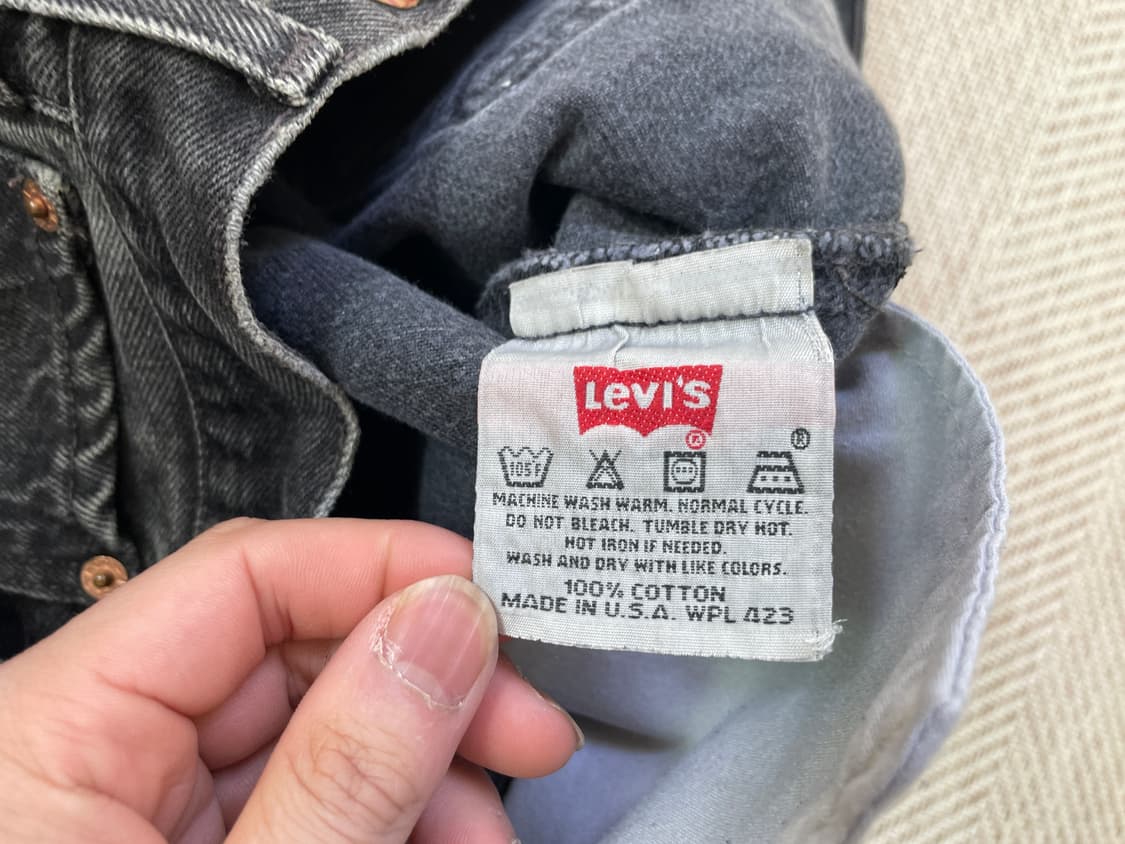 Levi's
®
®
105F
MACHINE WASH WARM. NORMAL CYCLE.
DO NOT BLEACH. TUMBLE DRY HOT.
HOT IRON IF NEEDED.
WASH AND DRY WITH LIKE COLORS.
100% COTTON
MADE IN U.S.A. WPL 423